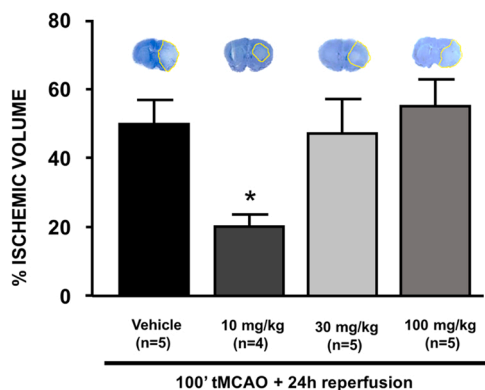 % ISCHEMIC VOLUME
80
60
40
20
0
*
Vehicle 10 mg/kg 30 mg/kg 100 mg/kg
(n=5) (n=4) (n=5) (n=5)
100' tMCAO + 24h reperfusion